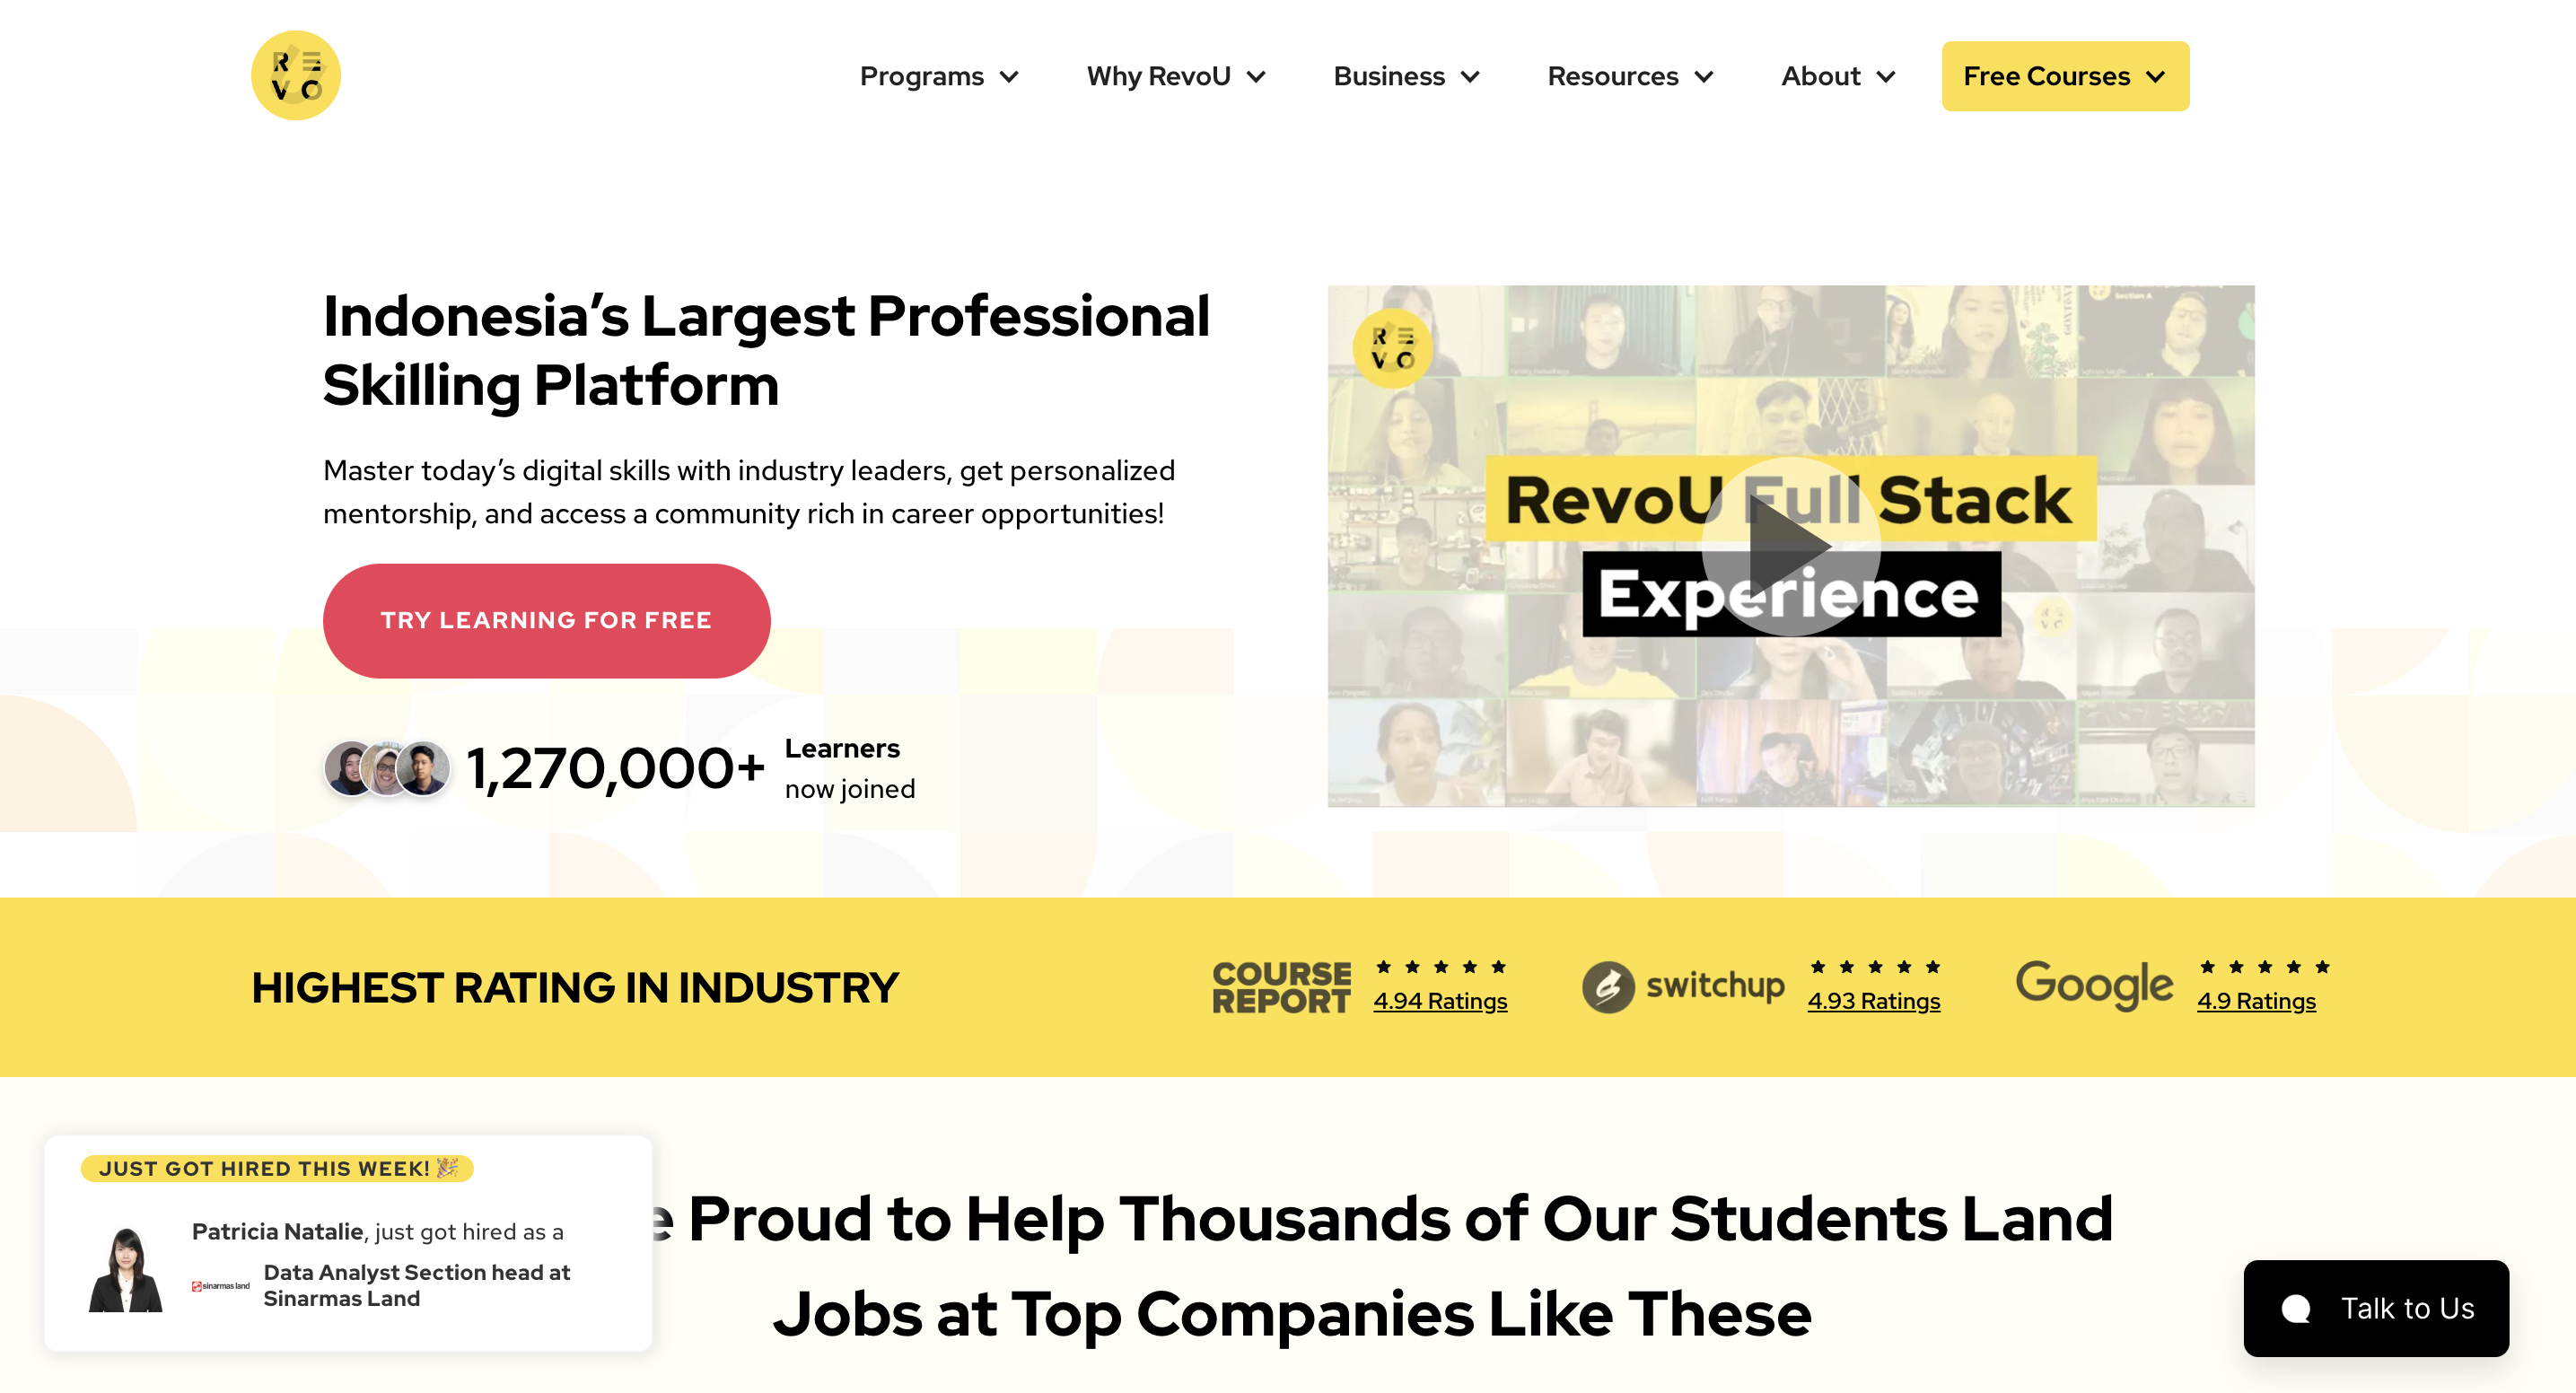 REVO
Programs
Why RevoU
Business
Resources
About
Free Courses
Indonesia’s Largest Professional
Skilling Platform
Master today’s digital skills with industry leaders, get personalized
mentorship, and access a community rich in career opportunities!
TRY LEARNING FOR FREE
1,270,000+
Learners
now joined
REVO
Section A
RevoU Full Stack
Experience
HIGHEST RATING IN INDUSTRY
COURSE
REPORT
4.94 Ratings
switchup
4.93 Ratings
Google
4.9 Ratings
e Proud to Help Thousands of Our Students Land
Jobs at Top Companies Like These
JUST GOT HIRED THIS WEEK! 🎉
Patricia Natalie, just got hired as a
sinarmas land
Data Analyst Section head at
Sinarmas Land
Talk to Us